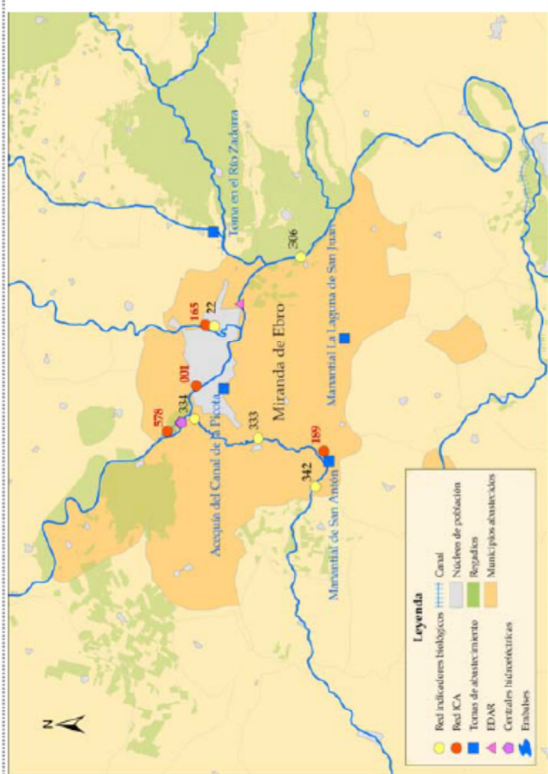 N
578
334
001
165
22
Toma en el Río Zadorra
306
Acequia del Canal de la Picota
Miranda de Ebro
333
189
342
Manantial de San Antón
Manantial La Laguna de San Juan
Leyenda
Red indicadores biológicos
Red ICA
Tomas de abastecimiento
EDAR
Centrales hidroeléctricas
Embalses
Canal
Núcleos de población
Regadíos
Municipios abastecidos